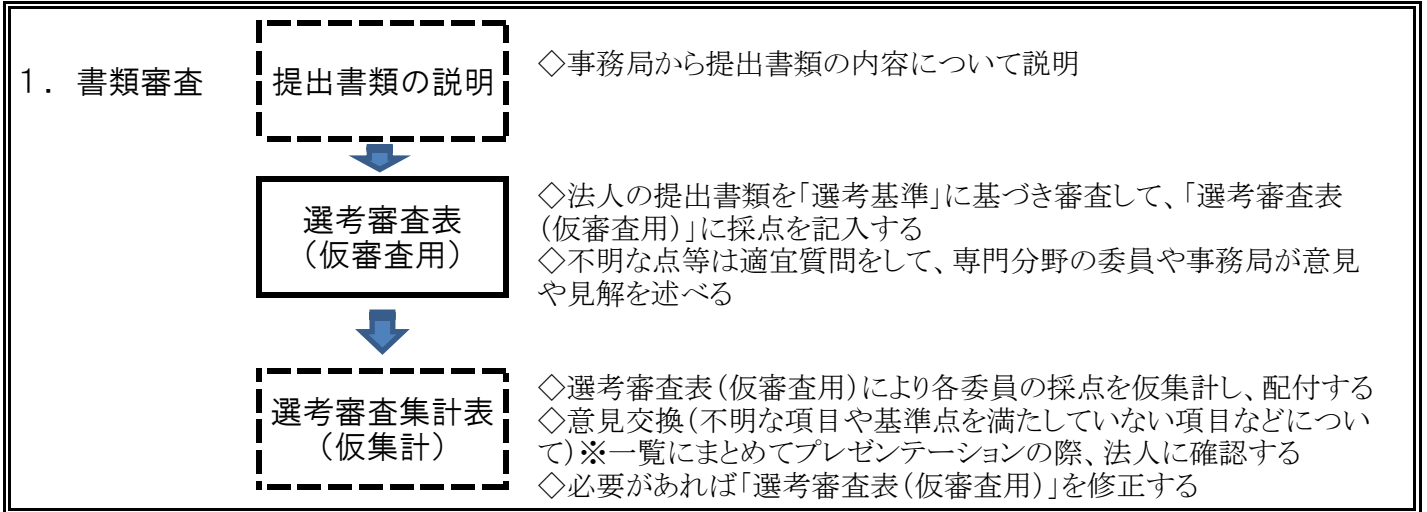 1．書類審査
提出書類の説明
◇事務局から提出書類の内容について説明
選考審査表
（仮審査用）
◇法人の提出書類を「選考基準」に基づき審査して、「選考審査表
（仮審査用）」に採点を記入する
◇不明な点等は適宜質問をして、専門分野の委員や事務局が意見
や見解を述べる
選考審査集計表
（仮集計）
◇選考審査表（仮審査用）により各委員の採点を仮集計し、配付する
◇意見交換（不明な項目や基準点を満たしていない項目などについ
て）※一覧にまとめてプレゼンテーションの際、法人に確認する
◇必要があれば「選考審査表（仮審査用）」を修正する